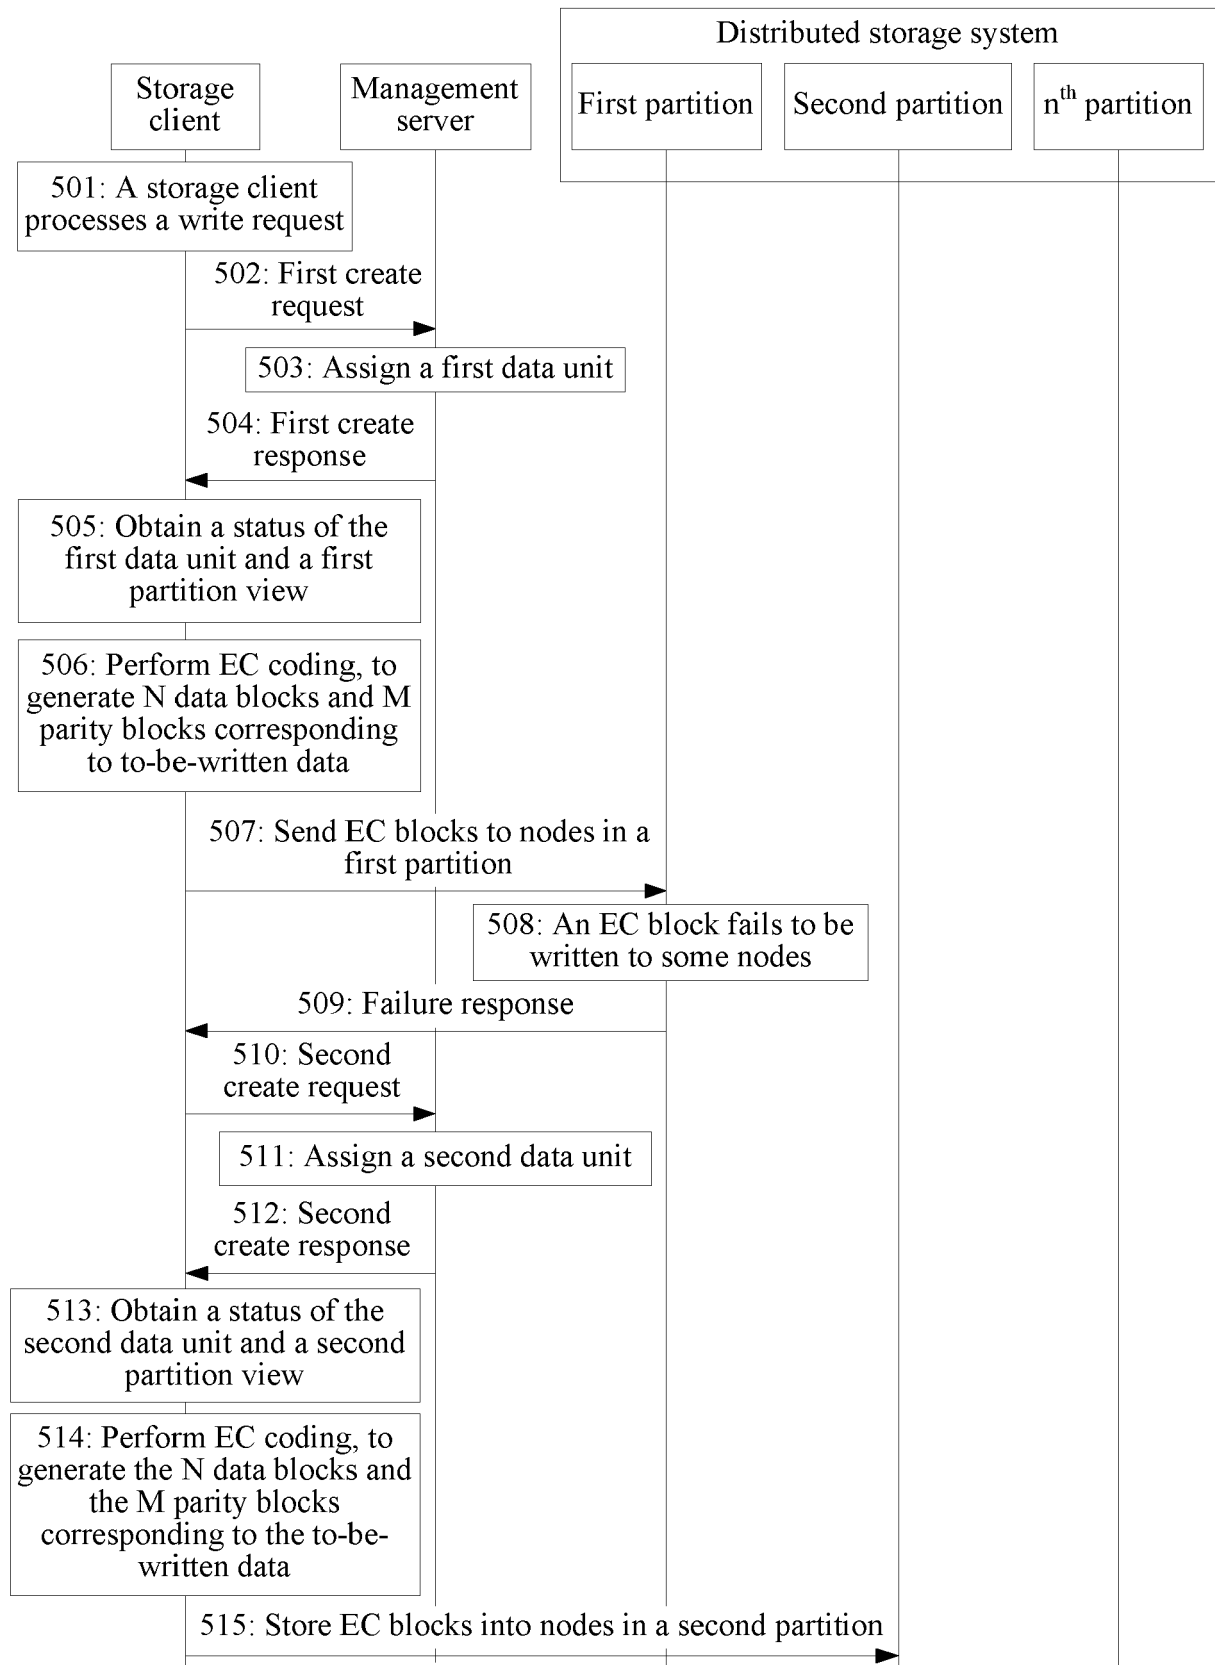 Distributed storage system
Storage
client
Management
server
First partition
Second partition
nth partition
501: A storage client
processes a write request
502: First create
request
503: Assign a first data unit
504: First create
response
505: Obtain a status of the
first data unit and a first
partition view
506: Perform EC coding, to
generate N data blocks and M
parity blocks corresponding
to to-be-written data
507: Send EC blocks to nodes in a
first partition
508: An EC block fails to be
written to some nodes
509: Failure response
510: Second
create request
511: Assign a second data unit
512: Second
create response
513: Obtain a status of the
second data unit and a second
partition view
514: Perform EC coding, to
generate the N data blocks and
the M parity blocks
corresponding to the to-be-
written data
515: Store EC blocks into nodes in a second partition